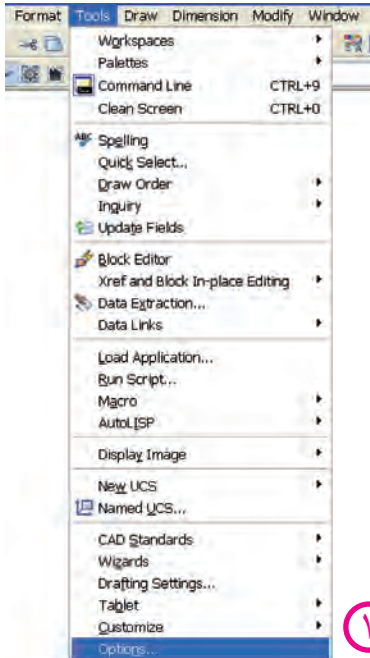 Format Tools Draw Dimension Modify Window
Workspaces
Palettes
Command Line CTRL+9
Clean Screen CTRL+0
ABC Spelling
Quick Select...
Draw Order
Inquiry
Update Fields
Block Editor
Xref and Block In-place Editing
Data Extraction...
Data Links
Load Application...
Run Script...
Macro
AutoLISP
Display Image
New UCS
Named UCS...
CAD Standards
Wizards
Drafting Settings...
Tablet
Customize
Options...
۱